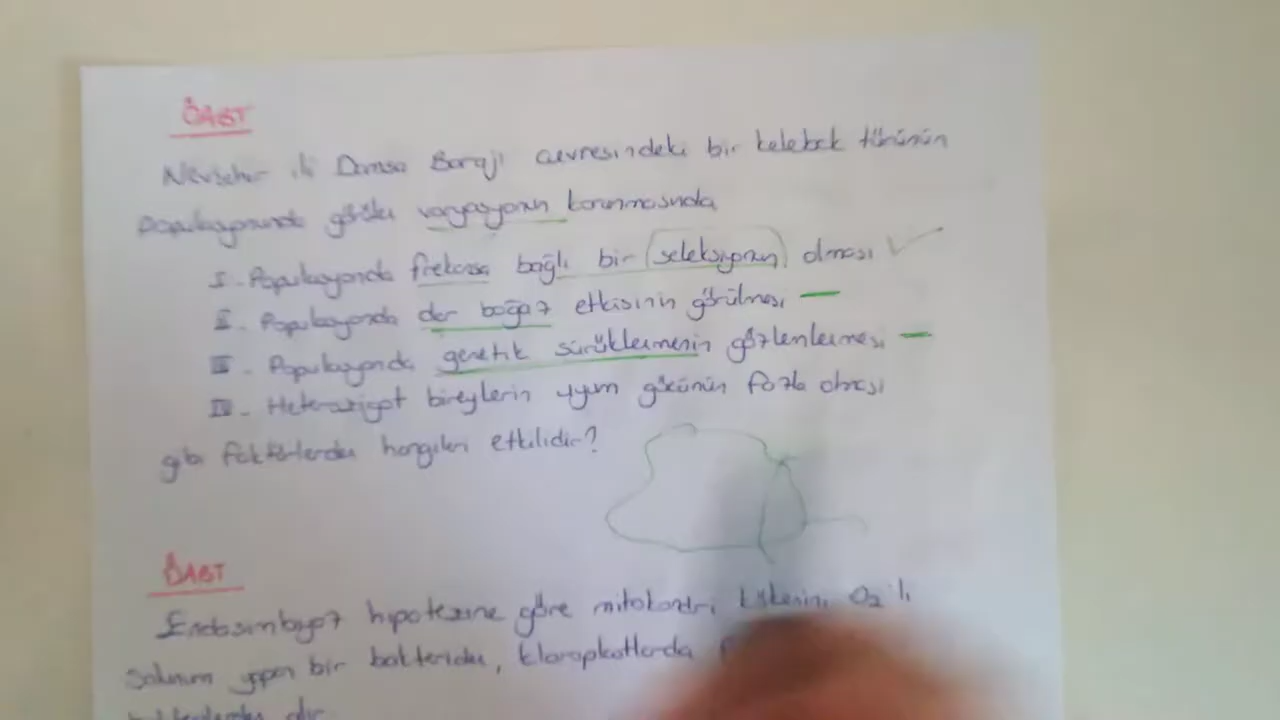 ÖABT
Nevşehir ili Damsa Barajı çevresindeki bir kelebek türünün
Populasyonunda görülen varyasyonun korunmasında
I. Populasyonda frekansa bağlı bir seleksiyonun olması
II. Populasyonda dar boğaz etkisinin görülmesi
III. Populasyonda genetik sürüklenmenin gözlenlenmesi
IV. Heterozigot bireylerin uyum gücünün fazla olması
gibi faktörlerden hangileri etkilidir?
ÖABT
Endosimbiyoz hipotezine göre mitokondri kökenini O2'li
solunum yapan bir bakteriden, kloroplastlarda